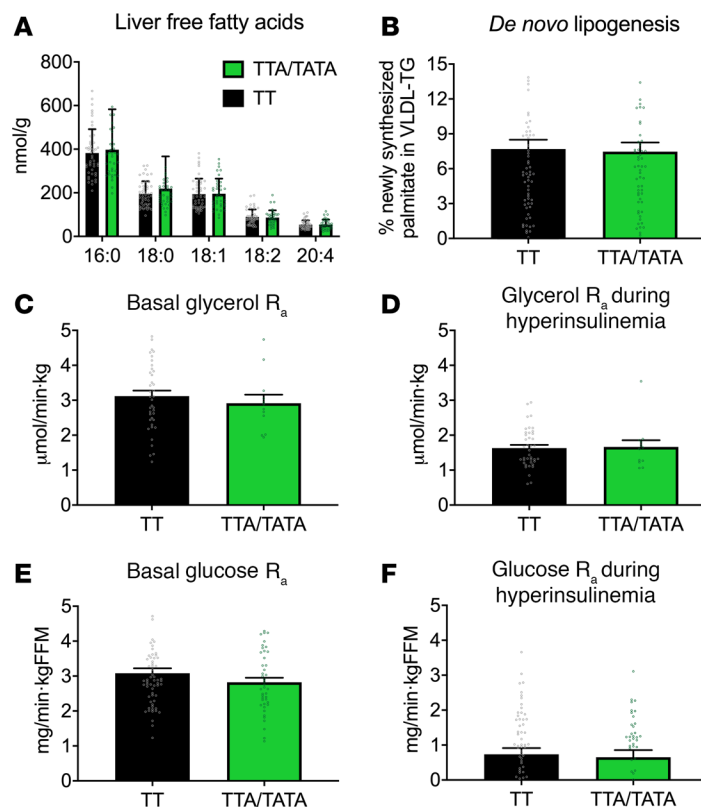 A
Liver free fatty acids
nmol/g
800
600
400
200
0
16:0 18:0 18:1 18:2 20:4
TTA/TATA
TT
B
De novo lipogenesis
% newly synthesized
palmitate in VLDL-TG
15
12
9
6
3
0
TT TTA/TATA
C
Basal glycerol Ra
μmol/min·kg
5
4
3
2
1
0
TT TTA/TATA
D
Glycerol Ra during
hyperinsulinemia
μmol/min·kg
5
4
3
2
1
0
TT TTA/TATA
E
Basal glucose Ra
mg/min·kgFFM
5
4
3
2
1
0
TT TTA/TATA
F
Glucose Ra during
hyperinsulinemia
mg/min·kgFFM
5
4
3
2
1
0
TT TTA/TATA